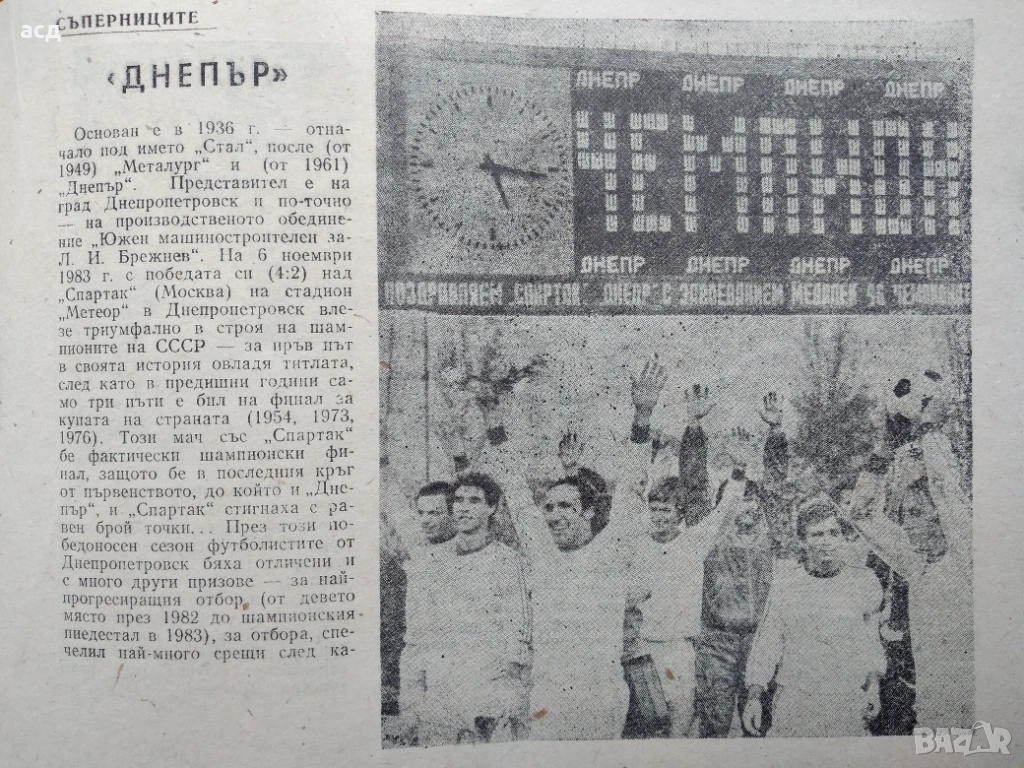 асд
СЪПЕРНИЦИТЕ
«ДНЕПЪР»
Основан е в 1936 г. — отна-
чало под името „Стал“, после (от
1949) „Металург“ и (от 1961)
„Днепър“. Представител е на
град Днепропетровск и по-точно
— на производственото обедине-
ние „Южен машиностроителен за-
Л. И. Брежнев“. На 6 ноември
1983 г. с победата си (4:2) над
„Спартак“ (Москва) на стадион
„Метеор“ в Днепропетровск вле-
зе триумфално в строя на шам-
пионите на СССР — за пръв път
в своята история овладя титлата,
след като в предишни години са-
мо три пъти е бил на финал за
купата на страната (1954, 1973,
1976). Този мач със „Спартак“
бе фактически шампионски фи-
нал, защото бе в последния кръг
от първенството, до който и „Дне-
пър“, и „Спартак“ стигнаха с ра-
вен брой точки... През този по-
бедоносен сезон футболистите от
Днепропетровск бяха отличени и
с много други призове — за най-
прогресиращия отбор (от девето
място през 1982 до шампионския
пиедестал в 1983), за отбора, спе-
челил най-много срещи след ка-
ДНЕПР ДНЕПР ДНЕПР ДНЕПР
ЧЕМПИОН
ДНЕПР ДНЕПР ДНЕПР ДНЕПР
ПОЗДРАВЛЯЕМ СПАРТАК ДНЕПР С ЗАВОЕВАНИЕМ МЕДАЛЕЙ
BAZAR